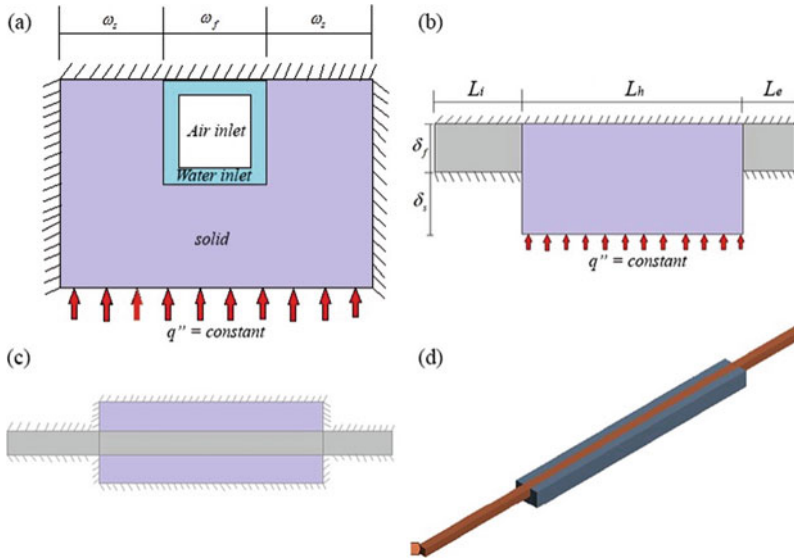 (a)
ω_s ω_f ω_s
Air inlet
Water inlet
solid
q'' = constant
(b)
L_i L_h L_e
δ_f
δ_s
q'' = constant
(c)
(d)